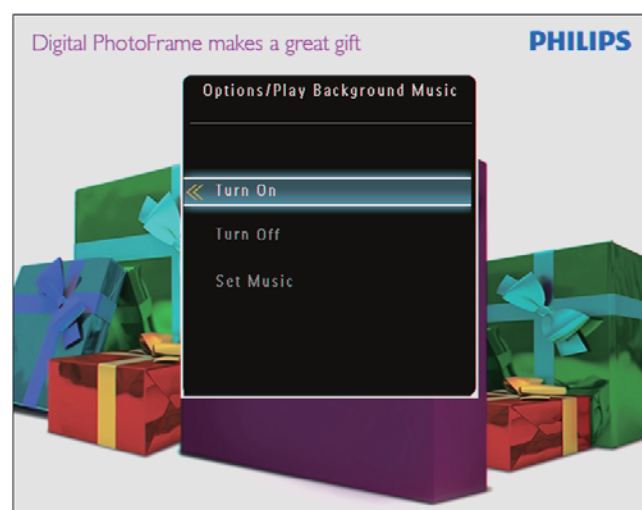 Digital PhotoFrame makes a great gift
PHILIPS
Options/Play Background Music
Turn On
Turn Off
Set Music